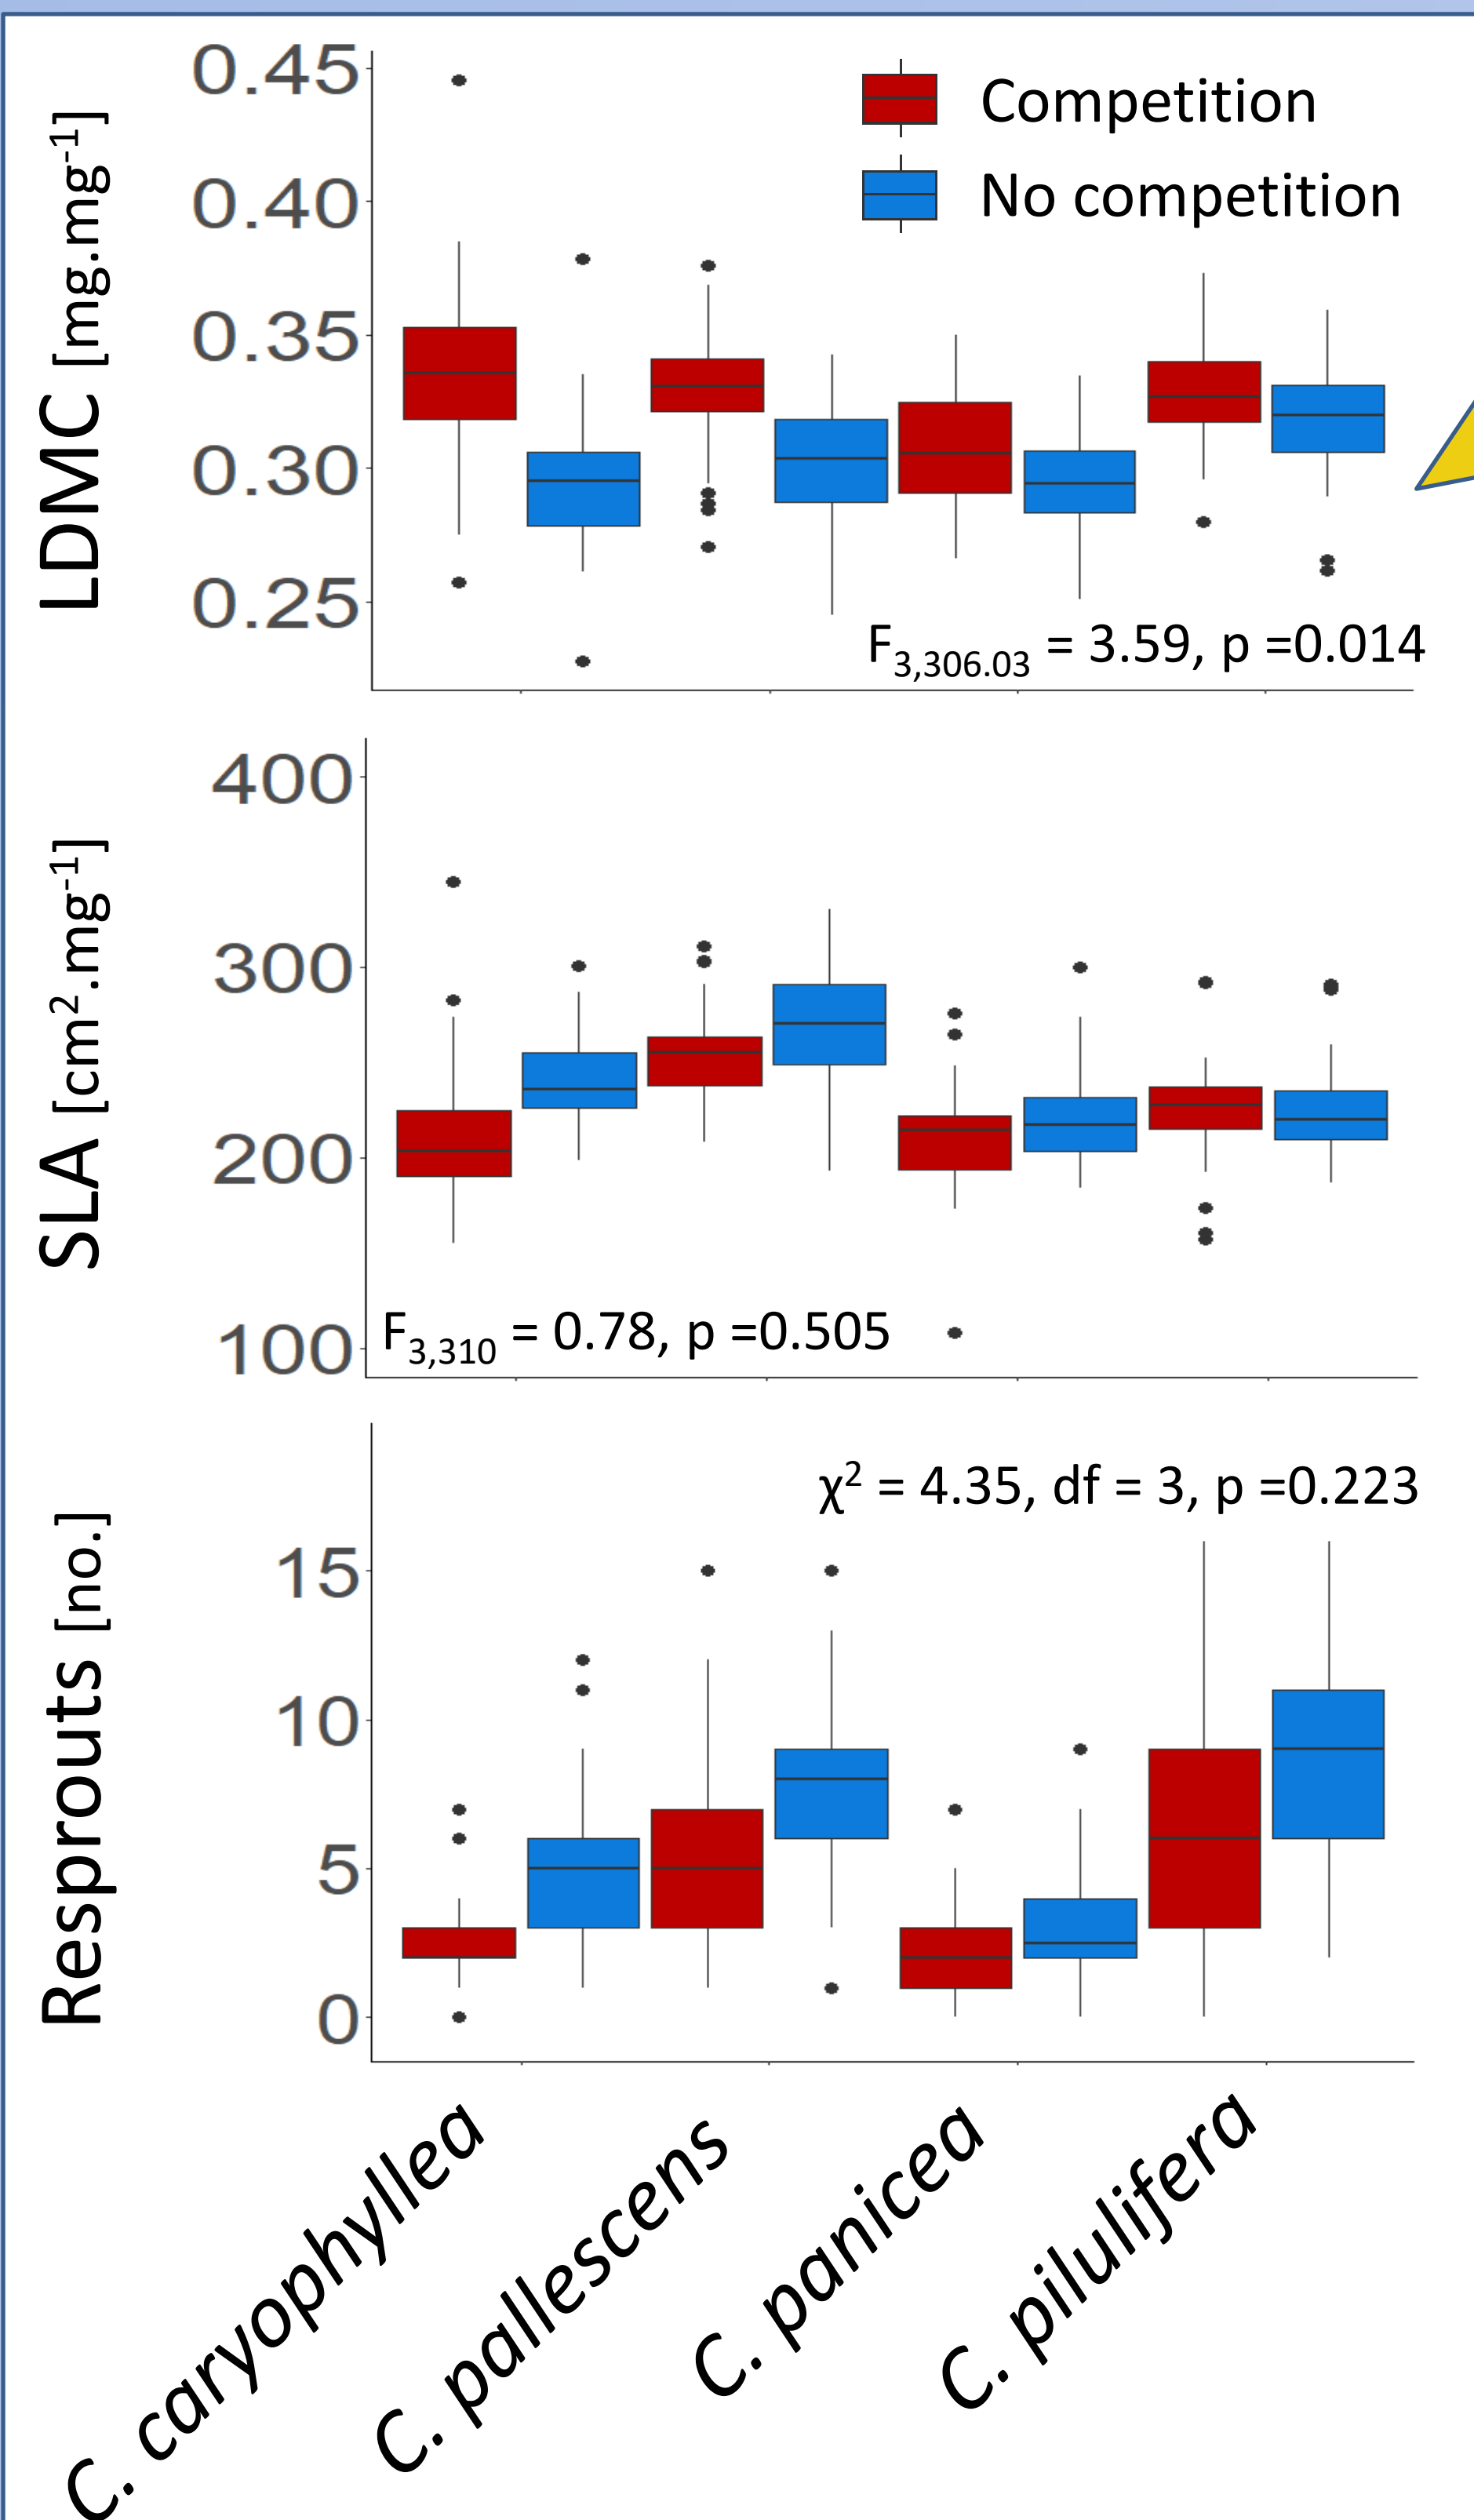 LDMC [mg.mg⁻¹]
0.45
0.40
0.35
0.30
0.25
Competition
No competition
F3,306.03 = 3.59, p =0.014
SLA [cm².mg⁻¹]
400
300
200
100
F3,310 = 0.78, p =0.505
Resprouts [no.]
15
10
5
0
χ² = 4.35, df = 3, p =0.223
C. caryophyllea
C. pallescens
C. panicea
C. pilulifera